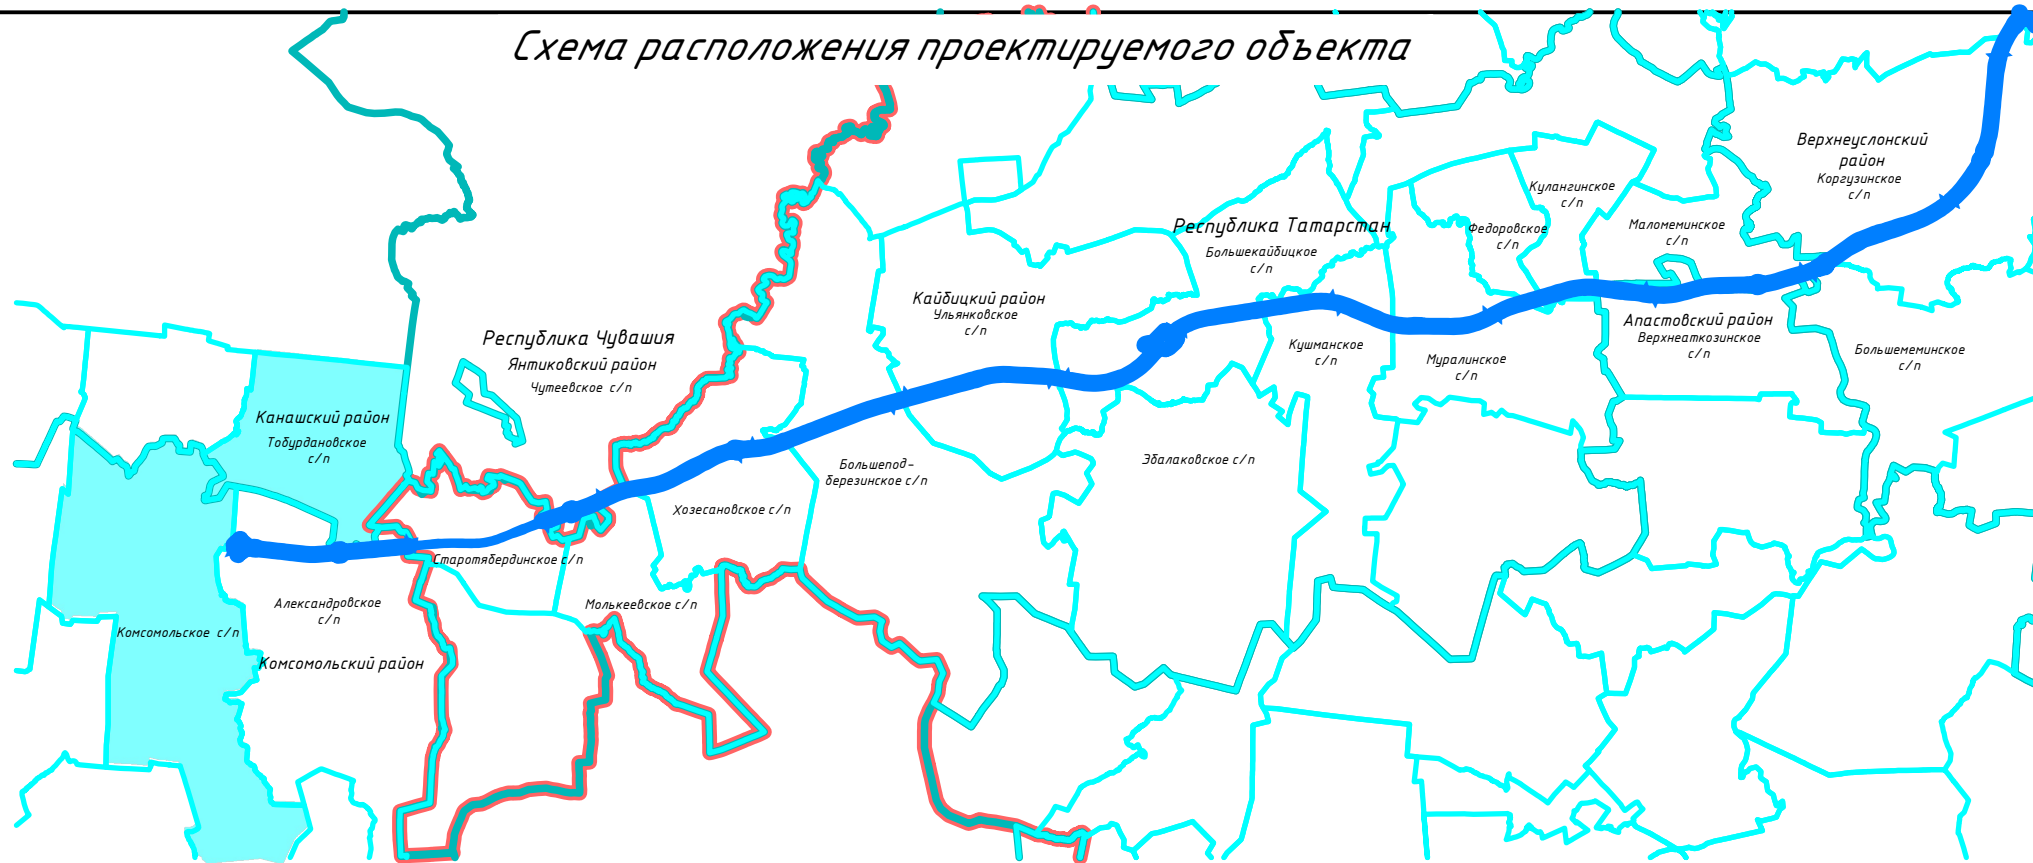 Схема расположения проектируемого объекта
Верхнеуслонский
район
Коргузинское
с/п
Кулангинское
с/п
Маломеминское
с/п
Республика Татарстан
Большекайбицкое
с/п
Федоровское
с/п
Кайбицкий район
Ульянковское
с/п
Апастовский район
Верхнеаткозинское
с/п
Республика Чувашия
Янтиковский район
Чутеевское с/п
Кушманское
с/п
Муралинское
с/п
Большемеминское
с/п
Канашский район
Тобурдановское
с/п
Большепод-
березинское с/п
Эбалаковское с/п
Хозесановское с/п
Старотябердинское с/п
Александровское
с/п
Молькеевское с/п
Комсомольское с/п
Комсомольский район